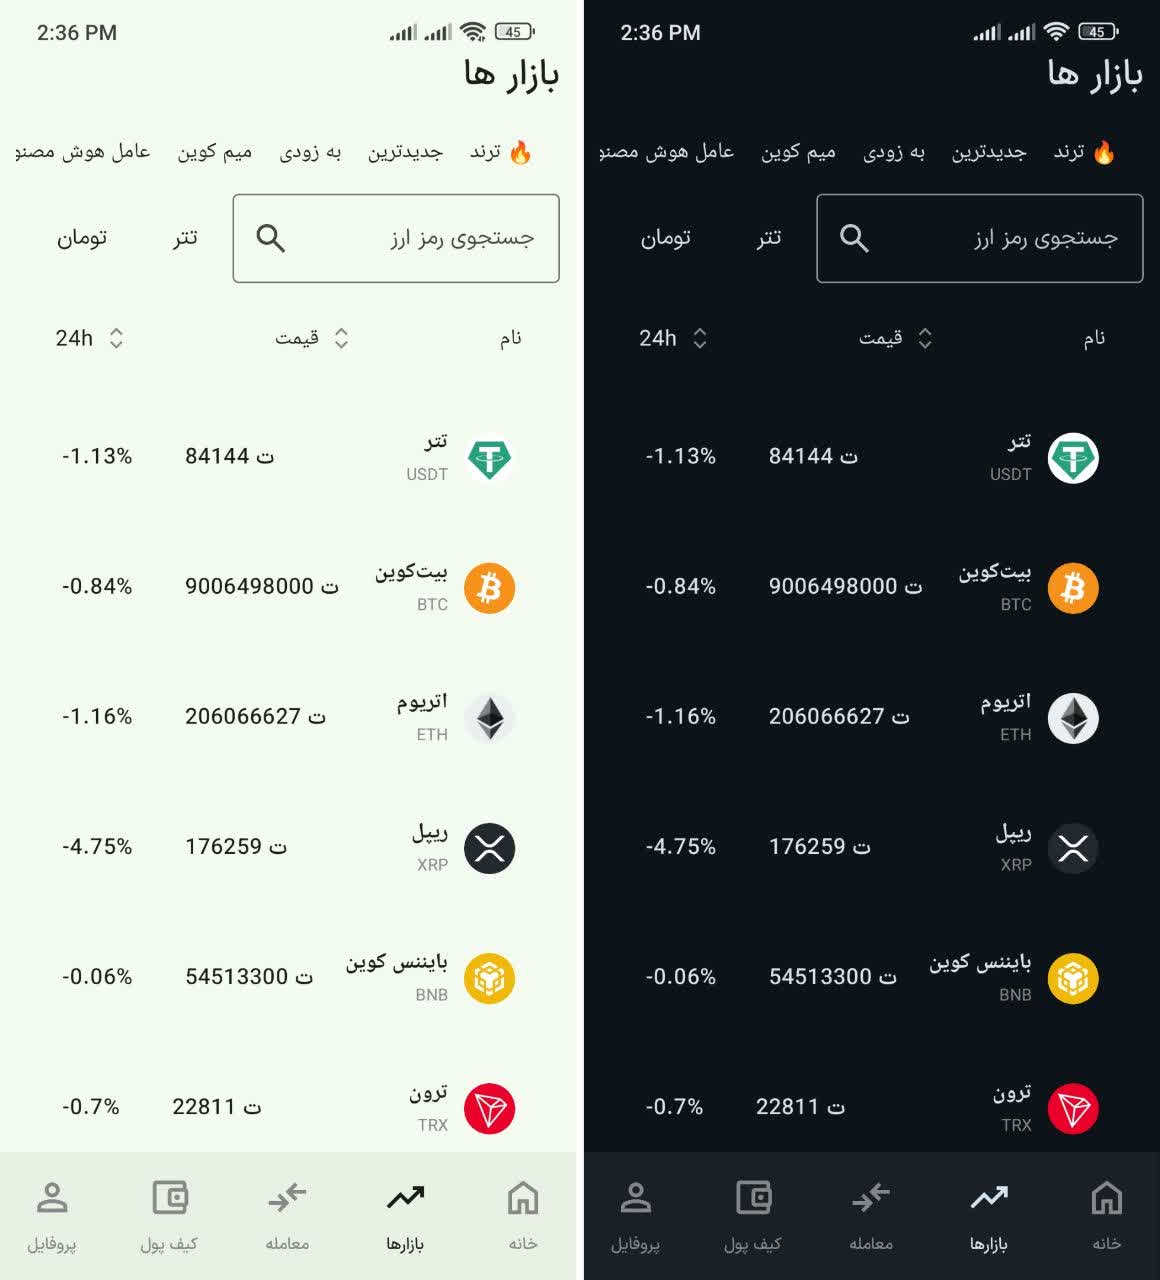 2:36 PM 45
بازار ها
🔥 ترند جدیدترین به زودی میم کوین عامل هوش مصنو
جستجوی رمز ارز تتر تومان
نام قیمت 24h
تتر ت 84144 -1.13%
USDT
بیت‌کوین ت 9006498000 -0.84%
BTC
اتریوم ت 206066627 -1.16%
ETH
ریپل ت 176259 -4.75%
XRP
بایننس کوین ت 54513300 -0.06%
BNB
ترون ت 22811 -0.7%
TRX
خانه بازارها معامله کیف پول پروفایل
2:36 PM 45
بازار ها
🔥 ترند جدیدترین به زودی میم کوین عامل هوش مصنو
جستجوی رمز ارز تتر تومان
نام قیمت 24h
تتر ت 84144 -1.13%
USDT
بیت‌کوین ت 9006498000 -0.84%
BTC
اتریوم ت 206066627 -1.16%
ETH
ریپل ت 176259 -4.75%
XRP
بایننس کوین ت 54513300 -0.06%
BNB
ترون ت 22811 -0.7%
TRX
خانه بازارها معامله کیف پول پروفایل